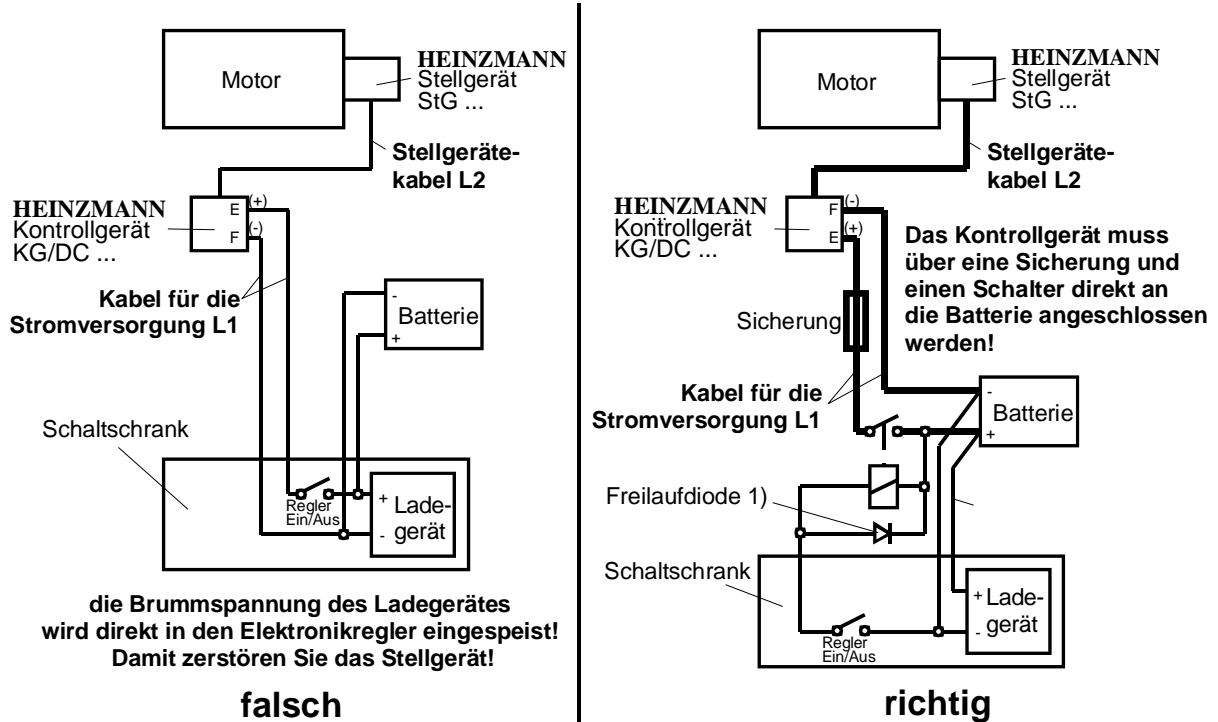 Motor
HEINZMANN
Stellgerät
StG ...
Stellgeräte-
kabel L2
HEINZMANN
Kontrollgerät
KG/DC ...
E (+)
F (-)
Kabel für die
Stromversorgung L1
-
Batterie
+
Schaltschrank
Regler
Ein/Aus
+
-
Lade-
gerät
die Brummspannung des Ladegerätes
wird direkt in den Elektronikregler eingespeist!
Damit zerstören Sie das Stellgerät!
falsch
Motor
HEINZMANN
Stellgerät
StG ...
Stellgeräte-
kabel L2
HEINZMANN
Kontrollgerät
KG/DC ...
F (-)
E (+)
Das Kontrollgerät muss
über eine Sicherung und
einen Schalter direkt an
die Batterie angeschlossen
werden!
Sicherung
Kabel für die
Stromversorgung L1
-
Batterie
+
Freilaufdiode 1)
Schaltschrank
Regler
Ein/Aus
+
-
Lade-
gerät
richtig